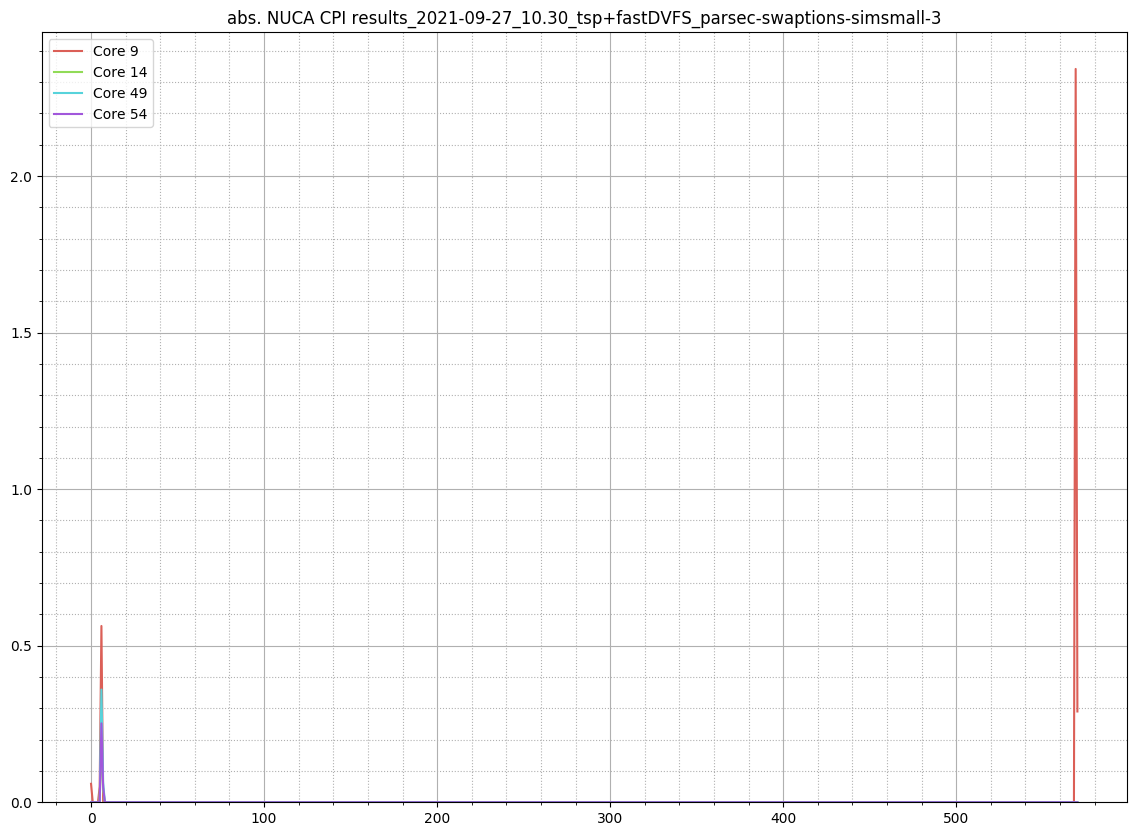 abs. NUCA CPI results_2021-09-27_10.30_tsp+fastDVFS_parsec-swaptions-simsmall-3
Core 9
Core 14
Core 49
Core 54
2.0
1.5
1.0
0.5
0.0
0 100 200 300 400 500